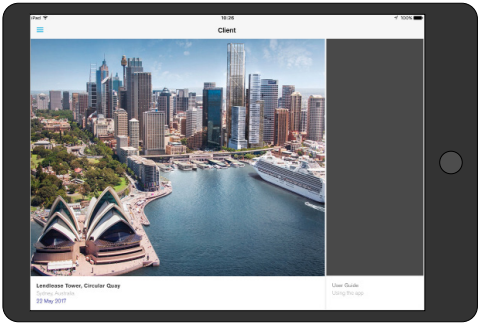 iPad
10:26
100%
Client
Lendlease Tower, Circular Quay
Sydney, Australia
22 May 2017
User Guide
Using the app